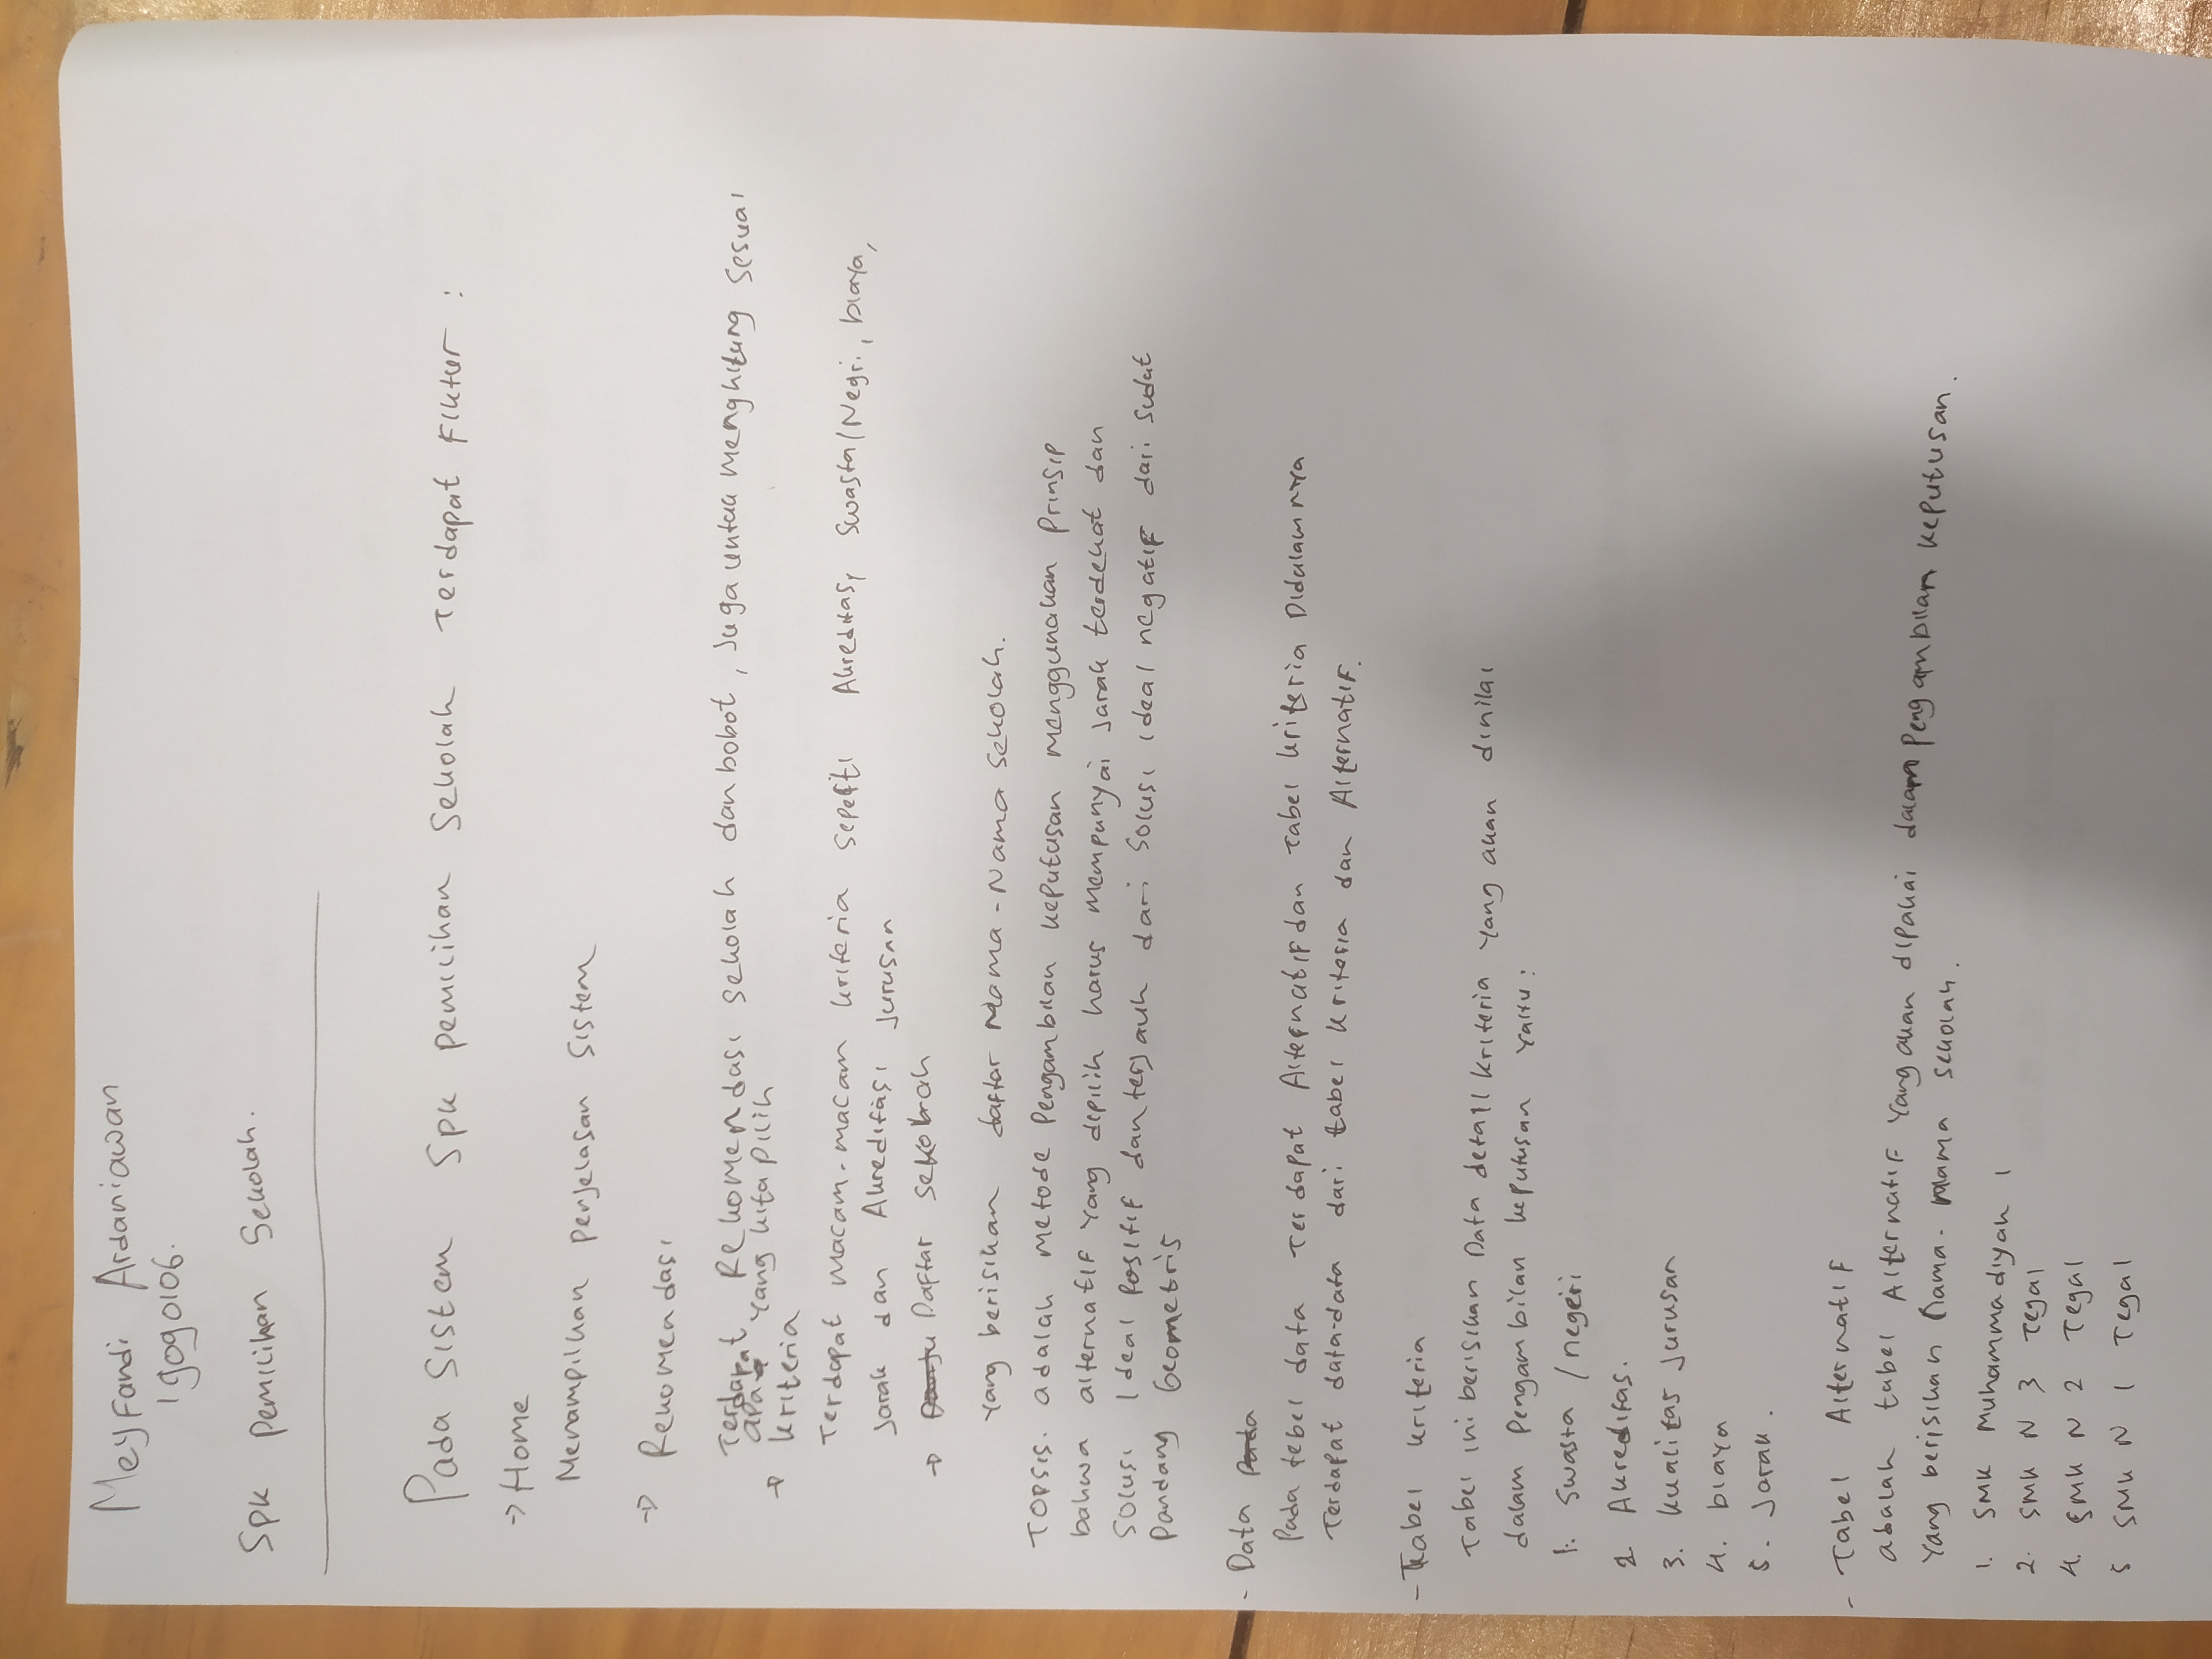 Meyfandi Ardaniawan
19090106.
Spk Pemilihan Sekolah.
Pada Sistem Spk pemilihan Sekolah Terdapat Fiktur :
-> Home
Menampilkan penjelasan Sistem
-> Rekomendasi
Terdapat Rekomendasi sekolah dan bobot, Juga untuk menghitung sesuai
apa yang kita pilih
-> kriteria
Terdapat macam-macam kriteria seperti Akreditasi, Swasta/Negri, biaya,
Jarak dan Akreditasi Jurusan
-> Daftar sekolah
yang berisikan daftar Nama-Nama Sekolah.
TOPSIS. adalah metode Pengambilan keputusan menggunakan Prinsip
bahwa alternatif yang dipilih harus mempunyai Jarak terdekat dan
Solusi Ideal Positif dan terjauh dari Solusi ideal negatif dari sudut
Pandang Geometris
- Data Pada
Pada tebel data Terdapat Alternatif dan Tabel kriteria Didalamnya
Terdapat data-data dari tabel Kriteria dan Alternatif.
- Tabel kriteria
Tabel ini berisikan Data detail kriteria yang akan dinilai
dalam Pengambilan keputusan yaitu :
1. Swasta / negeri
2. Akreditas.
3. kualitas Jurusan
4. biaya
5. Jarak.
- Tabel Alternatif
adalah tabel Alternatif yang akan dipakai dalam pengambilan keputusan.
Yang berisikan nama-nama sekolah.
1. SMK Muhammadiyah 1
2. SMK N 3 Tegal
4. SMK N 2 Tegal
5 SMK N 1 Tegal